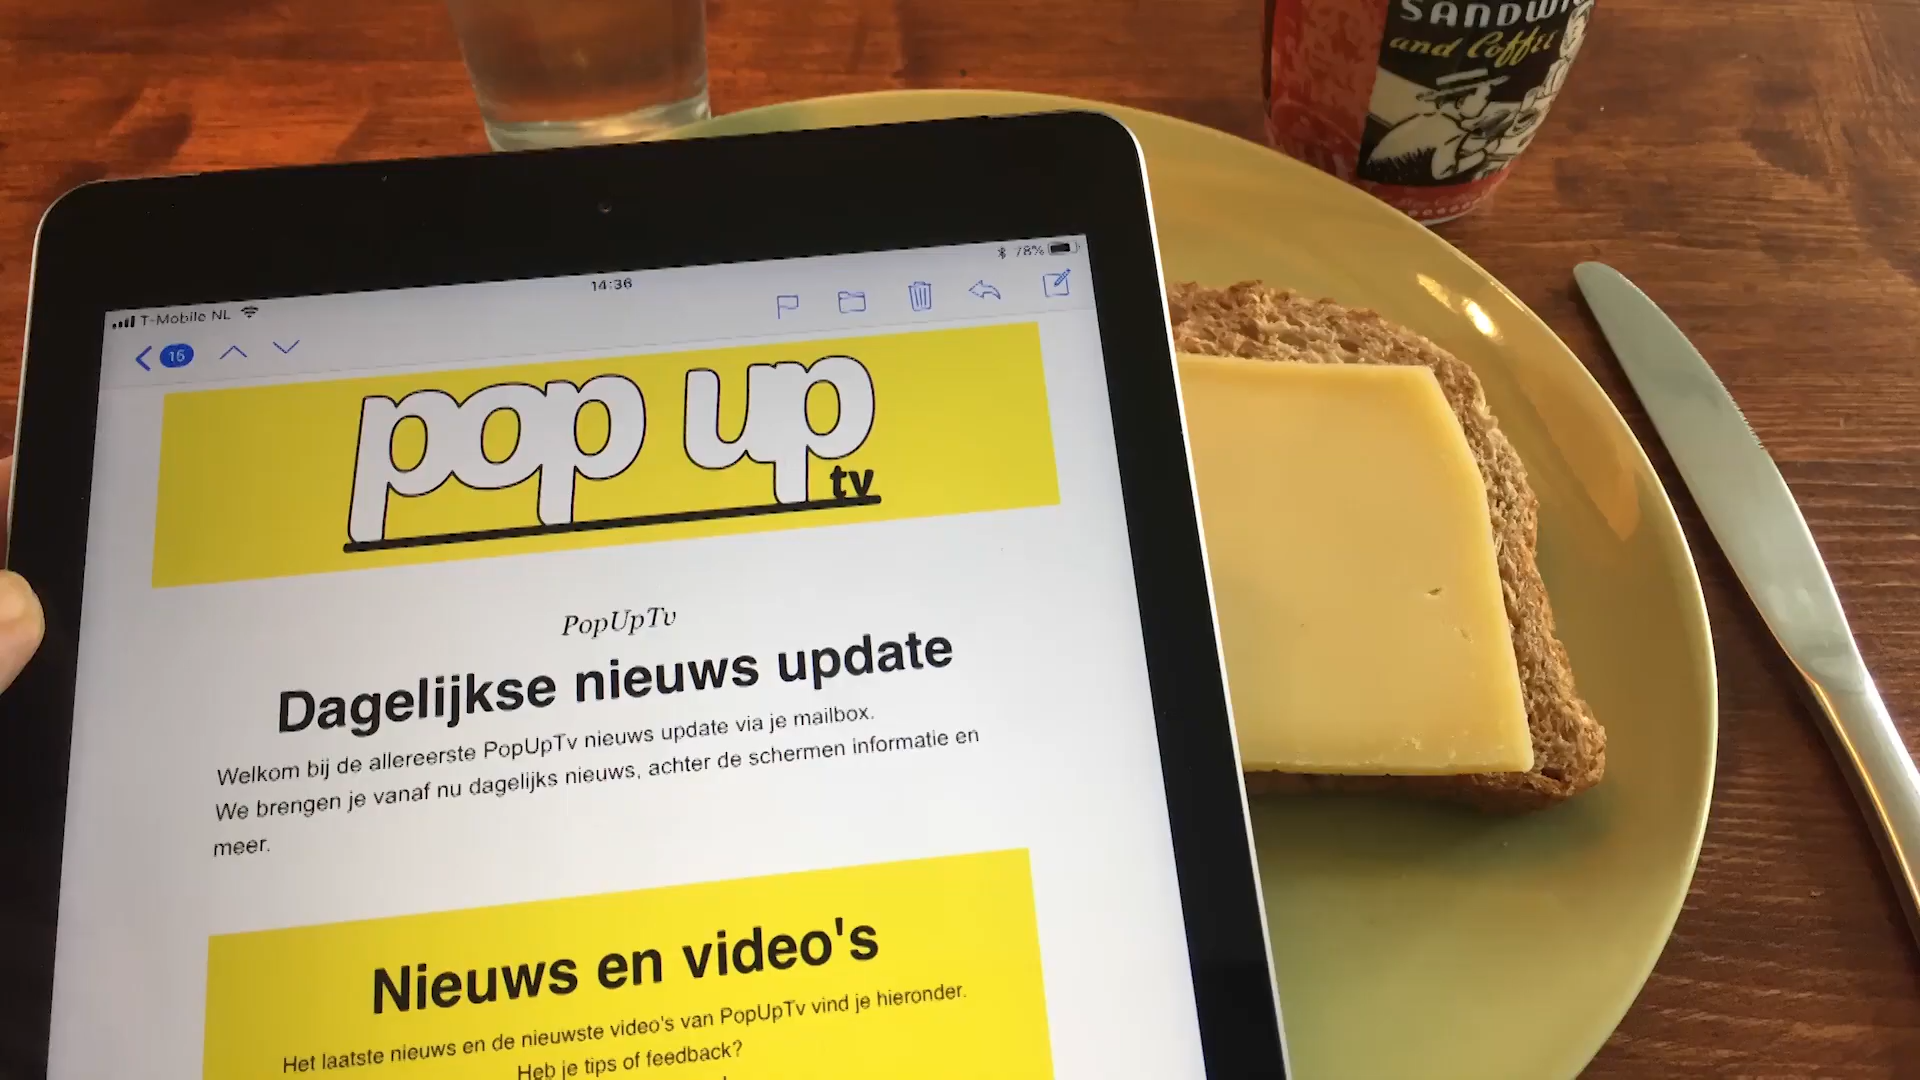 SANDWI
and Coffee
78%
14:36
T-Mobile NL
16
pop up
tv
PopUpTv
Dagelijkse nieuws update
Welkom bij de allereerste PopUpTv nieuws update via je mailbox.
We brengen je vanaf nu dagelijks nieuws, achter de schermen informatie en
meer.
Nieuws en video's
Het laatste nieuws en de nieuwste video's van PopUpTv vind je hieronder.
Heb je tips of feedback?